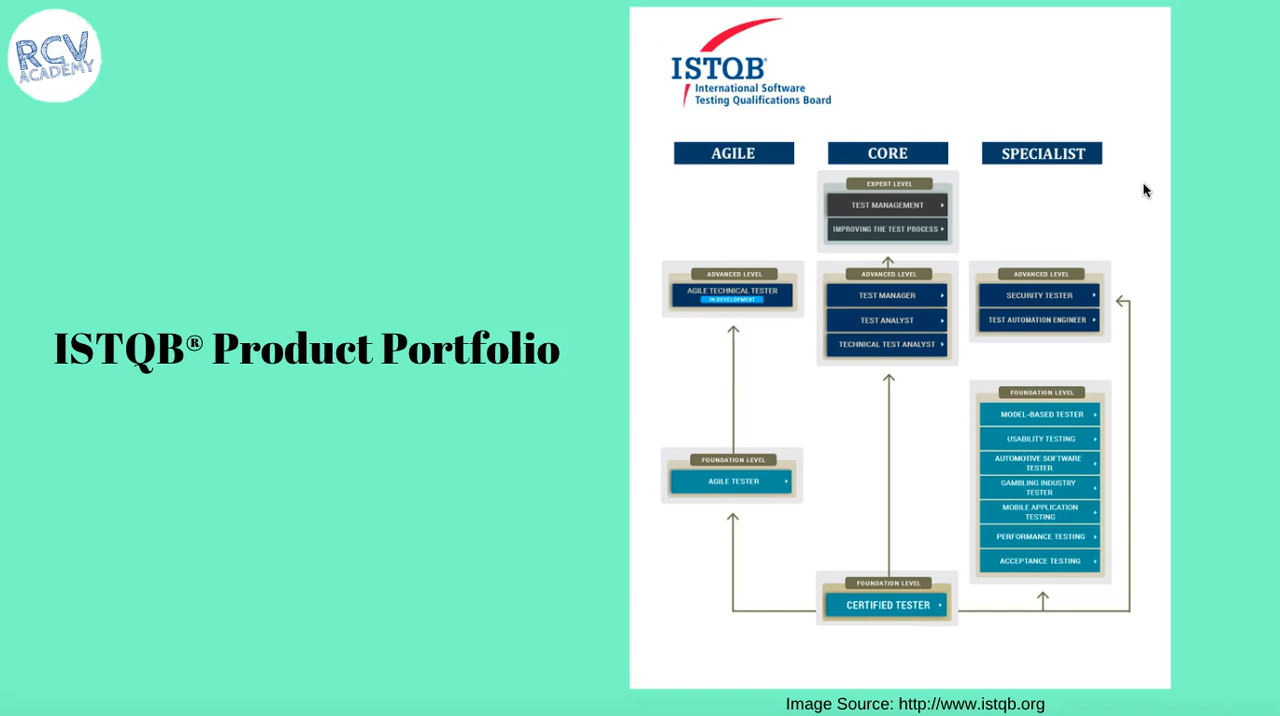 RCV
ACADEMY
ISTQB® Product Portfolio
ISTQB®
International Software
Testing Qualifications Board
AGILE
CORE
SPECIALIST
EXPERT LEVEL
TEST MANAGEMENT
IMPROVING THE TEST PROCESS
ADVANCED LEVEL
AGILE TECHNICAL TESTER
IN DEVELOPMENT
ADVANCED LEVEL
TEST MANAGER
TEST ANALYST
TECHNICAL TEST ANALYST
ADVANCED LEVEL
SECURITY TESTER
TEST AUTOMATION ENGINEER
FOUNDATION LEVEL
AGILE TESTER
FOUNDATION LEVEL
MODEL-BASED TESTER
USABILITY TESTING
AUTOMOTIVE SOFTWARE
TESTER
GAMBLING INDUSTRY
TESTER
MOBILE APPLICATION
TESTING
PERFORMANCE TESTING
ACCEPTANCE TESTING
FOUNDATION LEVEL
CERTIFIED TESTER
Image Source: http://www.istqb.org